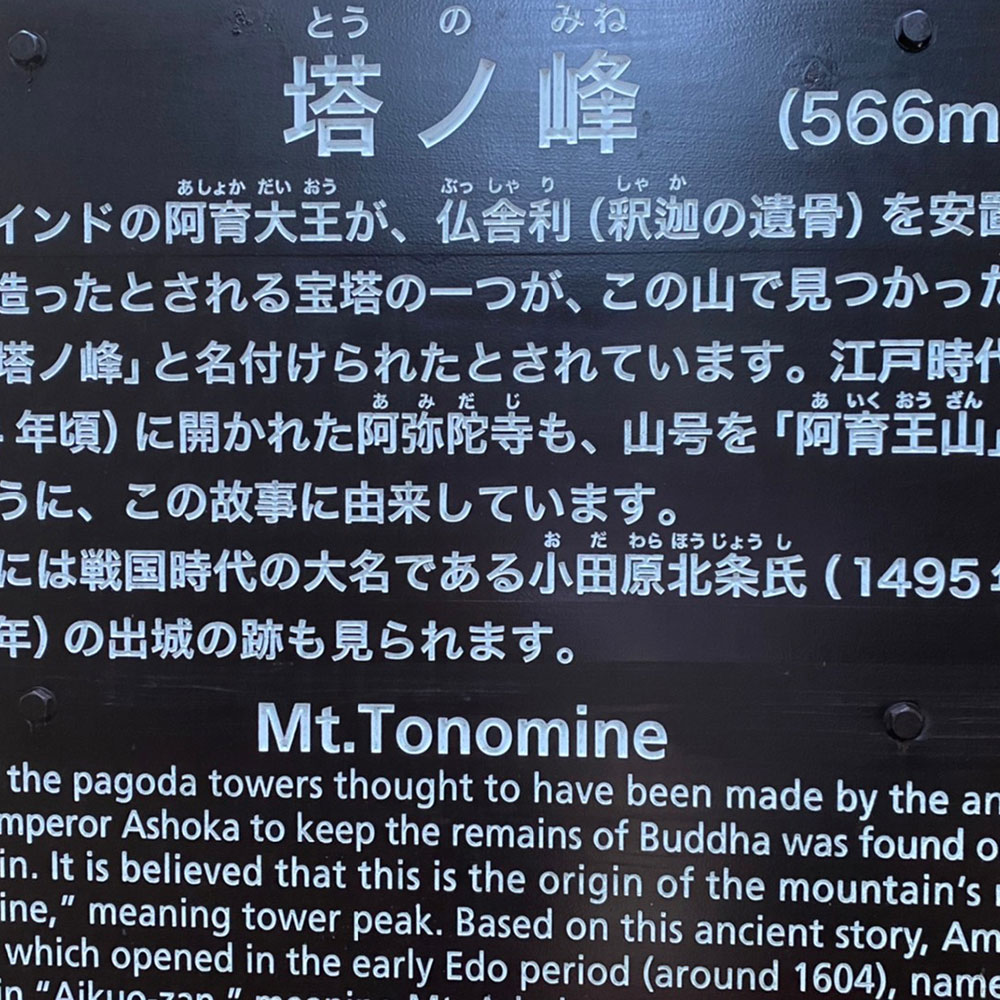 とう の みね
塔ノ峰 (566m
あしょか だい おう ぶっ しゃ り しゃ か
インドの阿育大王が、仏舎利（釈迦の遺骨）を安置
造ったとされる宝塔の一つが、この山で見つかった
塔ノ峰」と名付けられたとされています。江戸時代
あ み だ じ あ いく おう ざん
年頃）に開かれた阿弥陀寺も、山号を「阿育王山」
うに、この故事に由来しています。
お だ わら ほう じょう し
には戦国時代の大名である小田原北条氏（1495年
年）の出城の跡も見られます。
Mt.Tonomine
the pagoda towers thought to have been made by the an
mperor Ashoka to keep the remains of Buddha was found o
in. It is believed that this is the origin of the mountain's
ine," meaning tower peak. Based on this ancient story, Am
which opened in the early Edo period (around 1604), name
in "Aikuo-zan," meaning Mt.